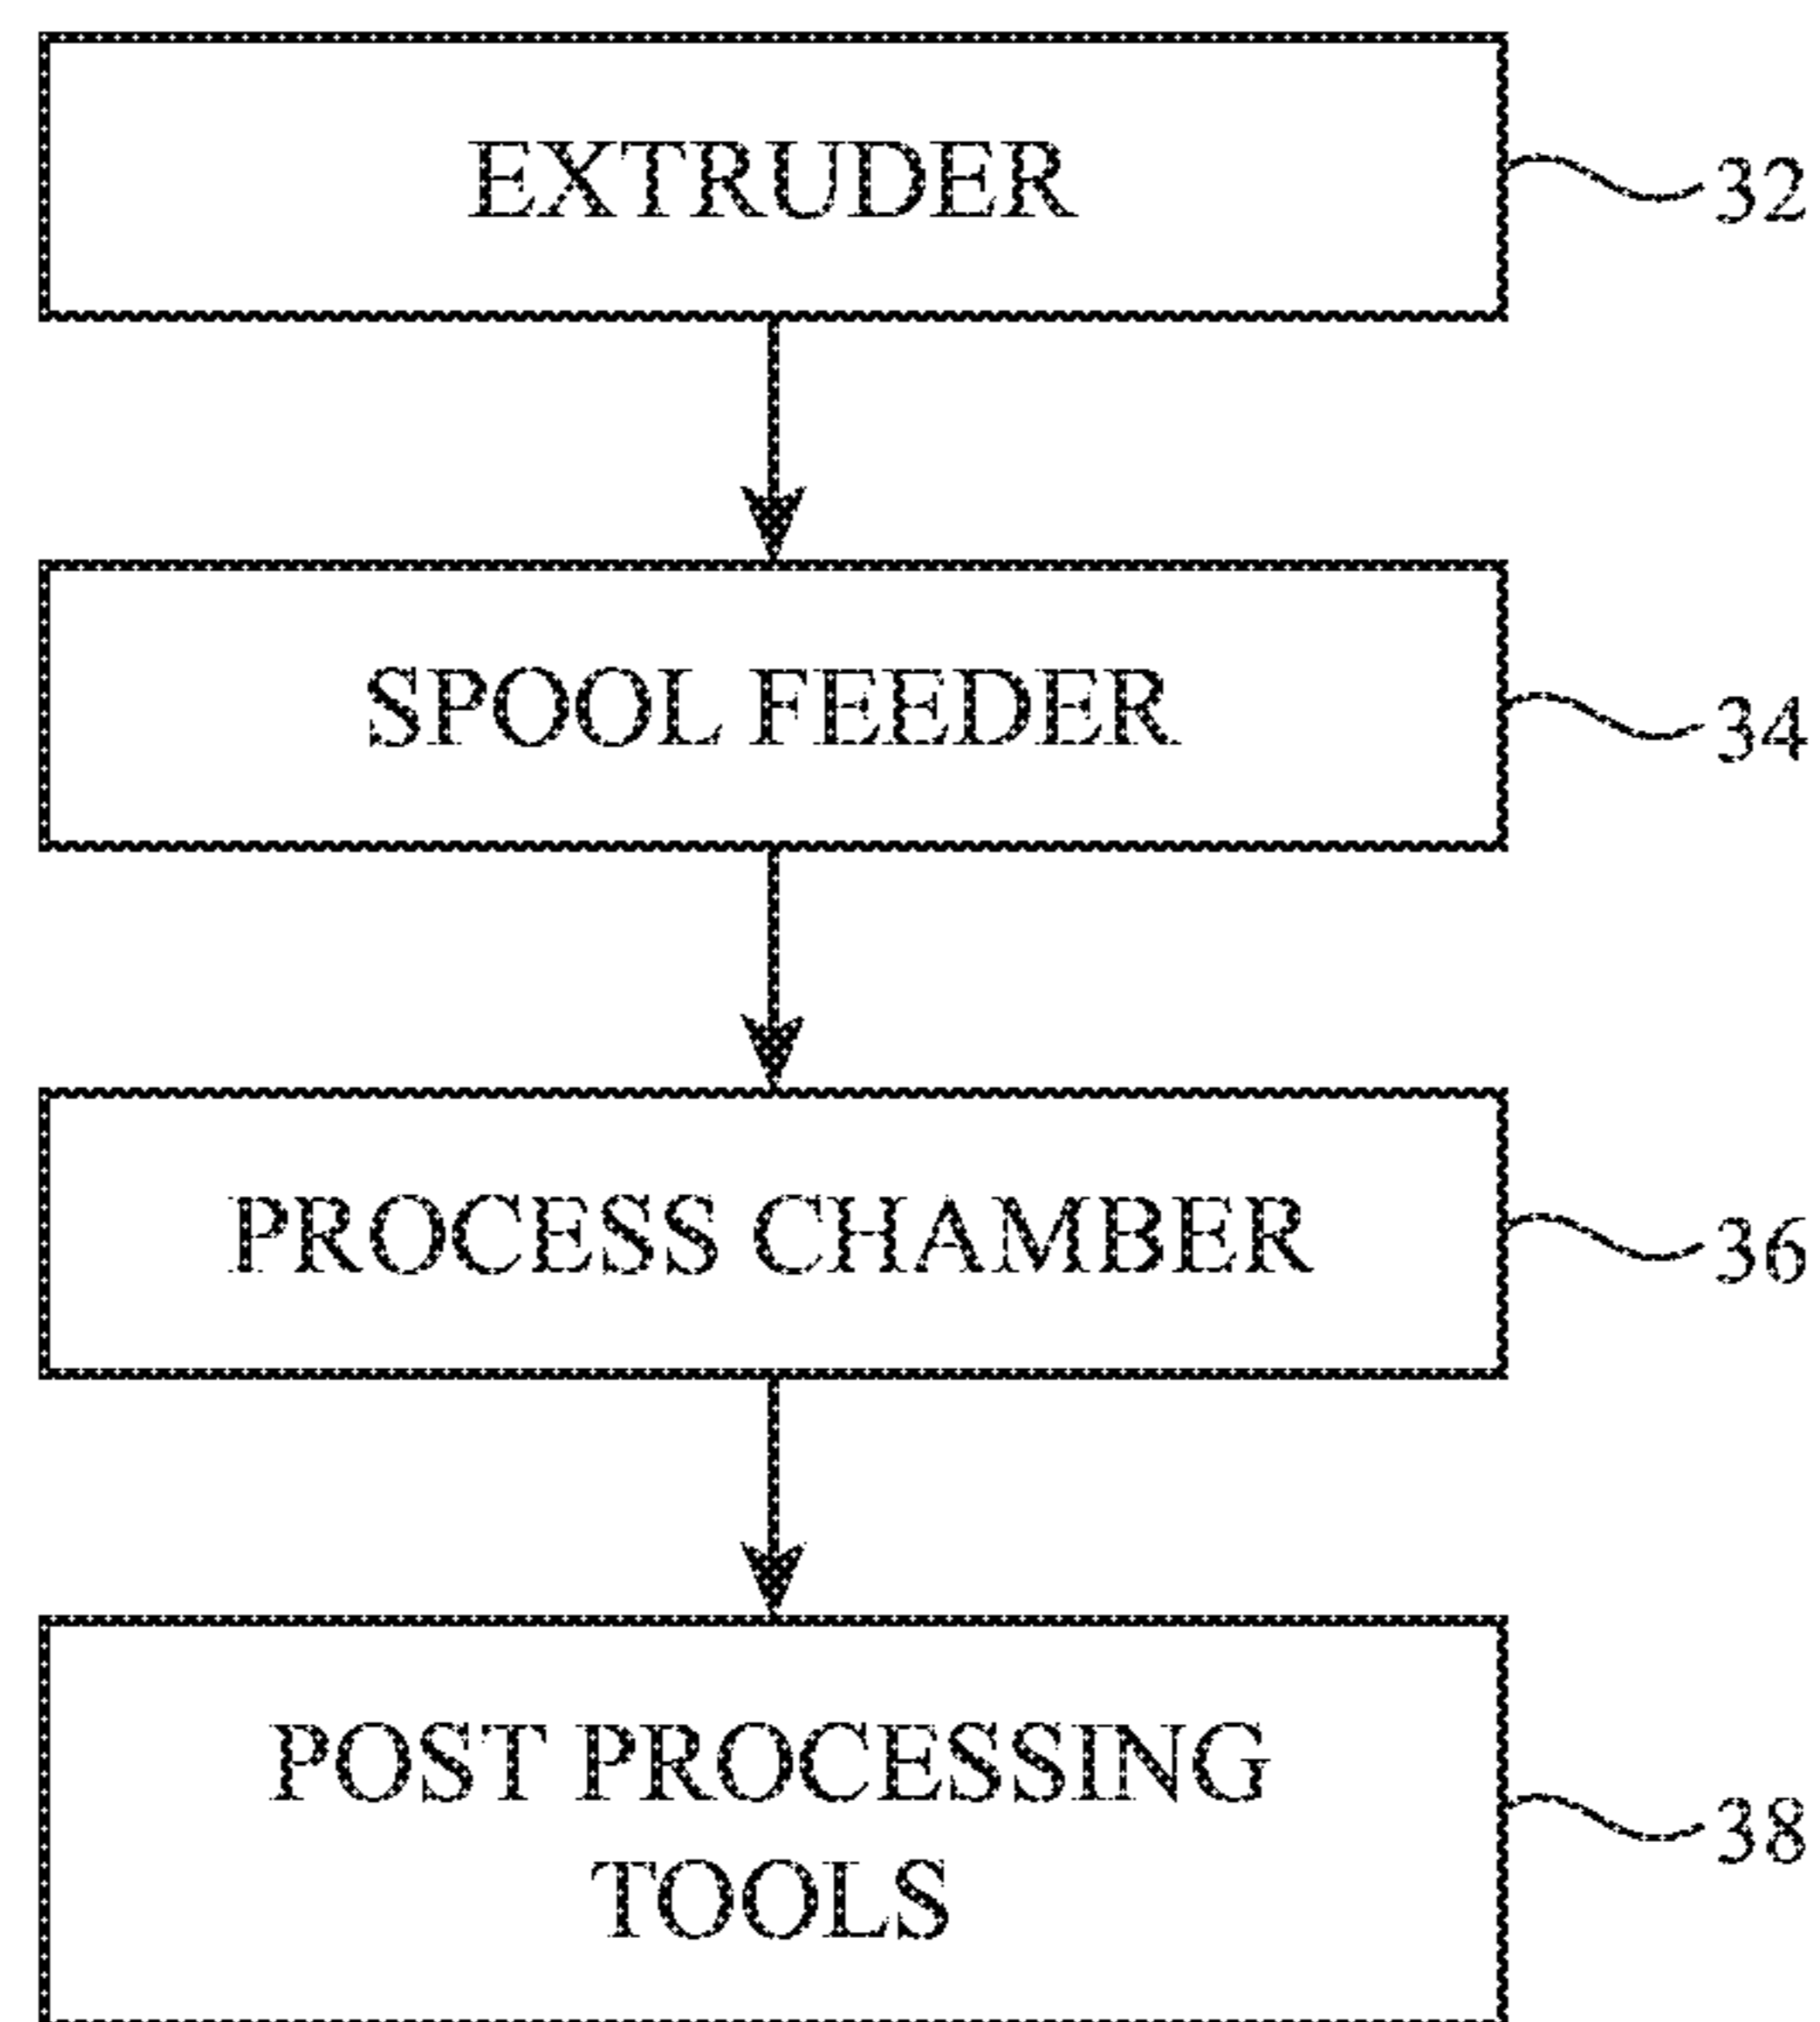 EXTRUDER
32
SPOOL FEEDER
34
PROCESS CHAMBER
36
POST PROCESSING
TOOLS
38